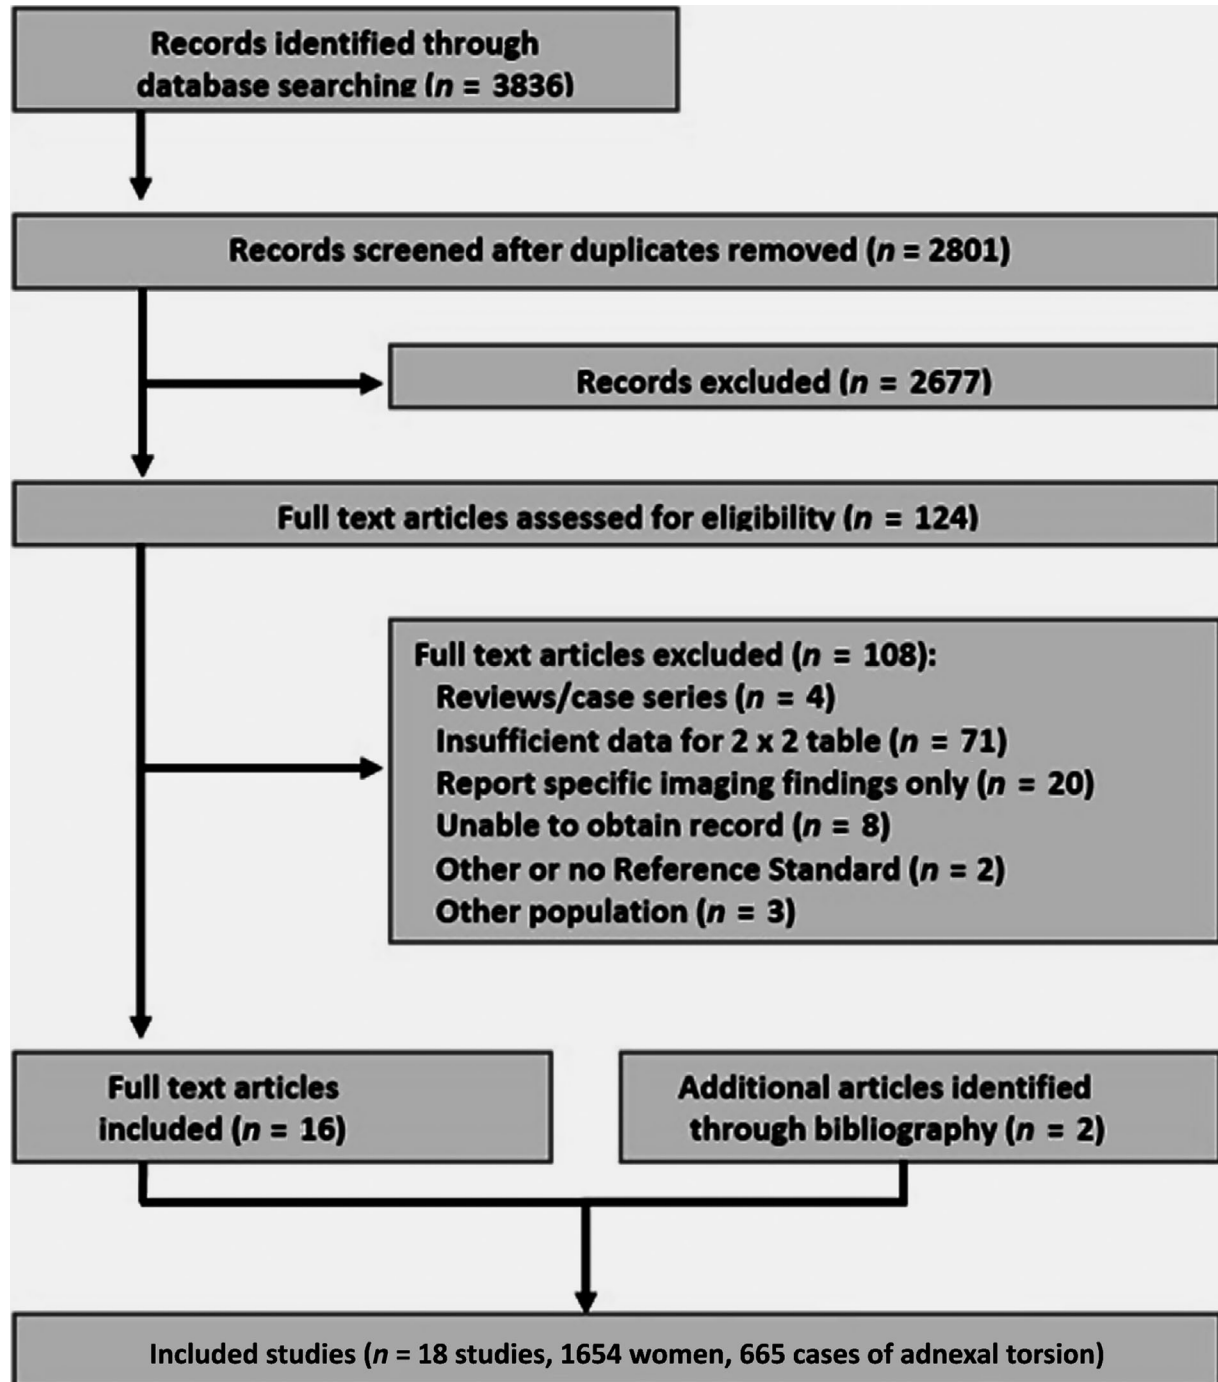 Records identified through
database searching (n = 3836)
Records screened after duplicates removed (n = 2801)
Records excluded (n = 2677)
Full text articles assessed for eligibility (n = 124)
Full text articles excluded (n = 108):
Reviews/case series (n = 4)
Insufficient data for 2 x 2 table (n = 71)
Report specific imaging findings only (n = 20)
Unable to obtain record (n = 8)
Other or no Reference Standard (n = 2)
Other population (n = 3)
Full text articles
included (n = 16)
Additional articles identified
through bibliography (n = 2)
Included studies (n = 18 studies, 1654 women, 665 cases of adnexal torsion)